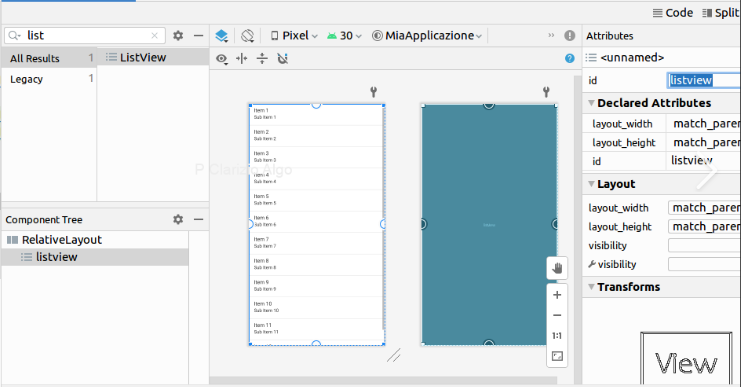 Code Split
list
Pixel 30 MiaApplicazione
Attributes
All Results 1
ListView
Legacy 1
<unnamed>
id listview
Declared Attributes
layout_width match_paren
layout_height match_paren
id listview
Layout
layout_width match_paren
layout_height match_paren
visibility
visibility
Transforms
View
Component Tree
RelativeLayout
listview
Item 1
Sub Item 1
Item 2
Sub Item 2
Item 3
Sub Item 3
Item 4
Sub Item 4
Item 5
Sub Item 5
Item 6
Sub Item 6
Item 7
Sub Item 7
Item 8
Sub Item 8
Item 9
Sub Item 9
Item 10
Sub Item 10
Item 11
Sub Item 11
1:1